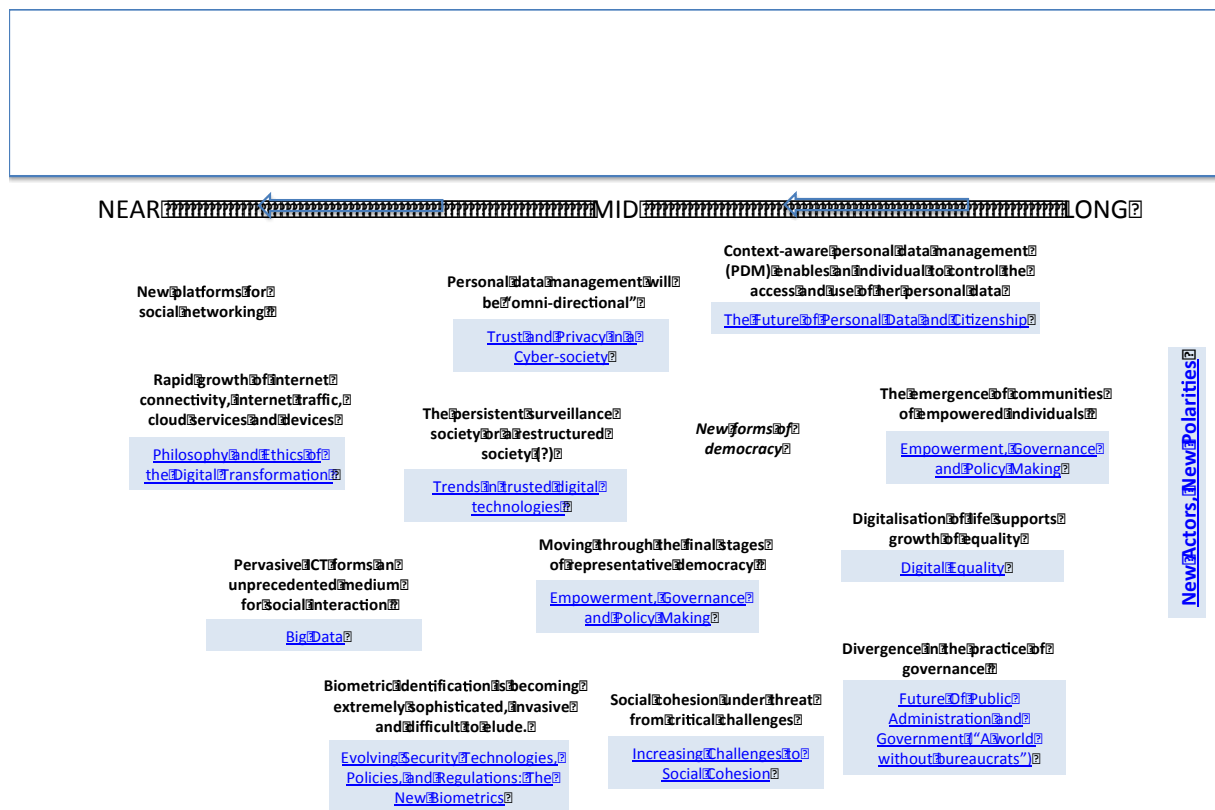 NEAR MID LONG
Context-aware personal data management
(PDM) enables an individual to control the
access and use of her personal data
The Future of Personal Data and Citizenship
Personal data management will
be “omni-directional”
Trust and Privacy in a
Cyber-society
New platforms for
social networking
Rapid growth of internet
connectivity, internet traffic,
cloud services and devices
Philosophy and Ethics of
the Digital Transformation
The persistent surveillance
society or a restructured
society (?)
Trends in trusted digital
technologies
New forms of
democracy
The emergence of communities
of empowered individuals
Empowerment, Governance
and Policy Making
New Actors, New Polarities
Digitalisation of life supports
growth of equality
Digital Equality
Moving through the final stages
of representative democracy
Empowerment, Governance
and Policy Making
Pervasive ICT forms an
unprecedented medium
for social interaction
Big Data
Divergence in the practice of
governance
Future Of Public
Administration and
Government (“A world
without bureaucrats”)
Biometric identification is becoming
extremely sophisticated, invasive
and difficult to elude.
Evolving Security Technologies,
Policies, and Regulations: The
New Biometrics
Social cohesion under threat
from critical challenges
Increasing Challenges to
Social Cohesion